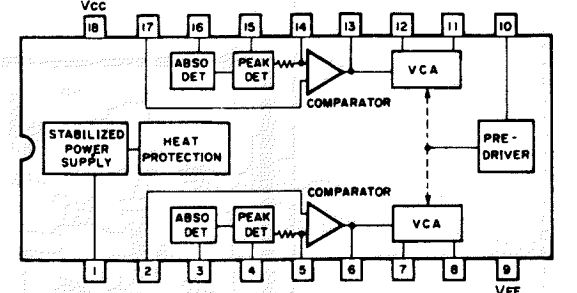 VCC
18 17 16 15 14 13 12 11 10
ABSO DET
PEAK DET
COMPARATOR
VCA
STABILIZED POWER SUPPLY
HEAT PROTECTION
PRE-DRIVER
COMPARATOR
ABSO DET
PEAK DET
VCA
1 2 3 4 5 6 7 8 9
VEE